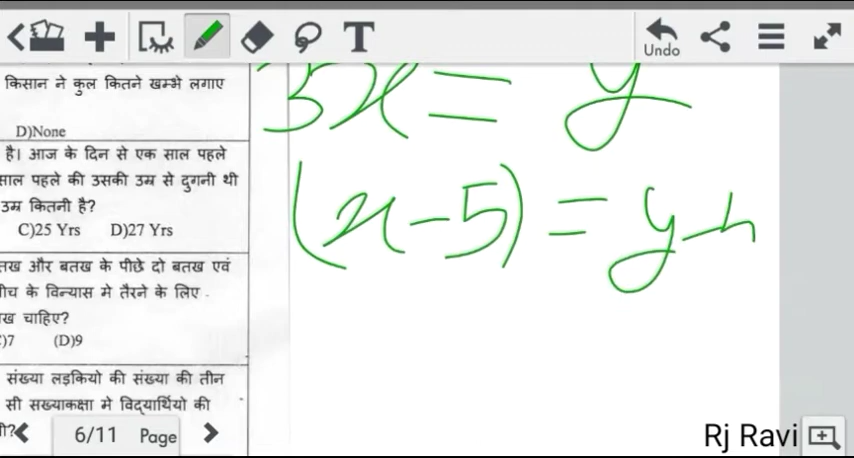 T
Undo
किसान ने कुल कितने खम्भे लगाए
D)None
है। आज के दिन से एक साल पहले
साल पहले की उसकी उम्र से दुगनी थी
उम्र कितनी है?
C)25 Yrs D)27 Yrs
तख और बतख के पीछे दो बतख एवं
ीच के विन्यास मे तैरने के लिए .
ख चाहिए?
)7 (D)9
संख्या लड़कियो की संख्या की तीन
सी सख्याकक्षा मे विद्यार्थियो की
6/11 Page
3x = y
(x-5) = y-
Rj Ravi